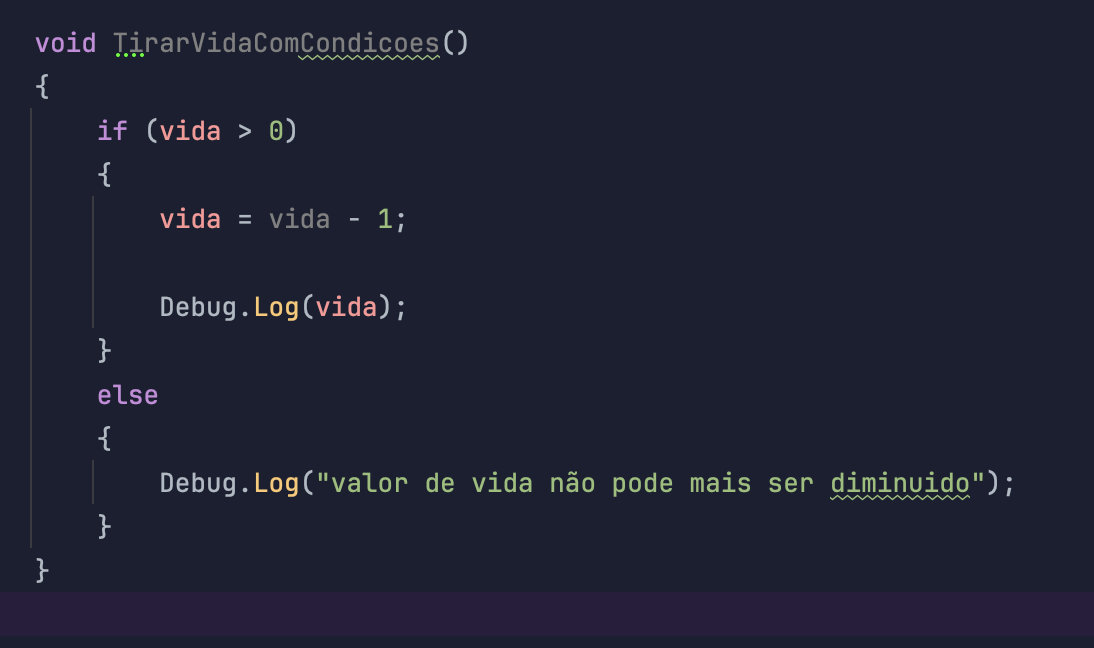 void TirarVidaComCondicoes()
{
    if (vida > 0)
    {
        vida = vida - 1;

        Debug.Log(vida);
    }
    else
    {
        Debug.Log("valor de vida não pode mais ser diminuido");
    }
}